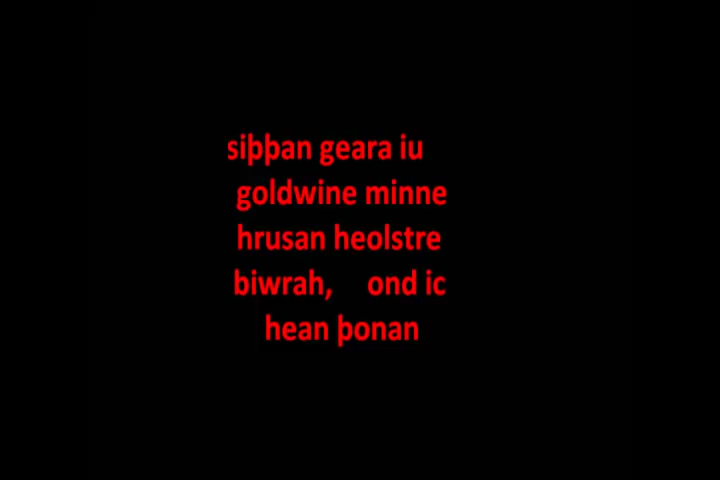 siþþan geara iu
goldwine minne
hrusan heolstre
biwrah, ond ic
hean þonan